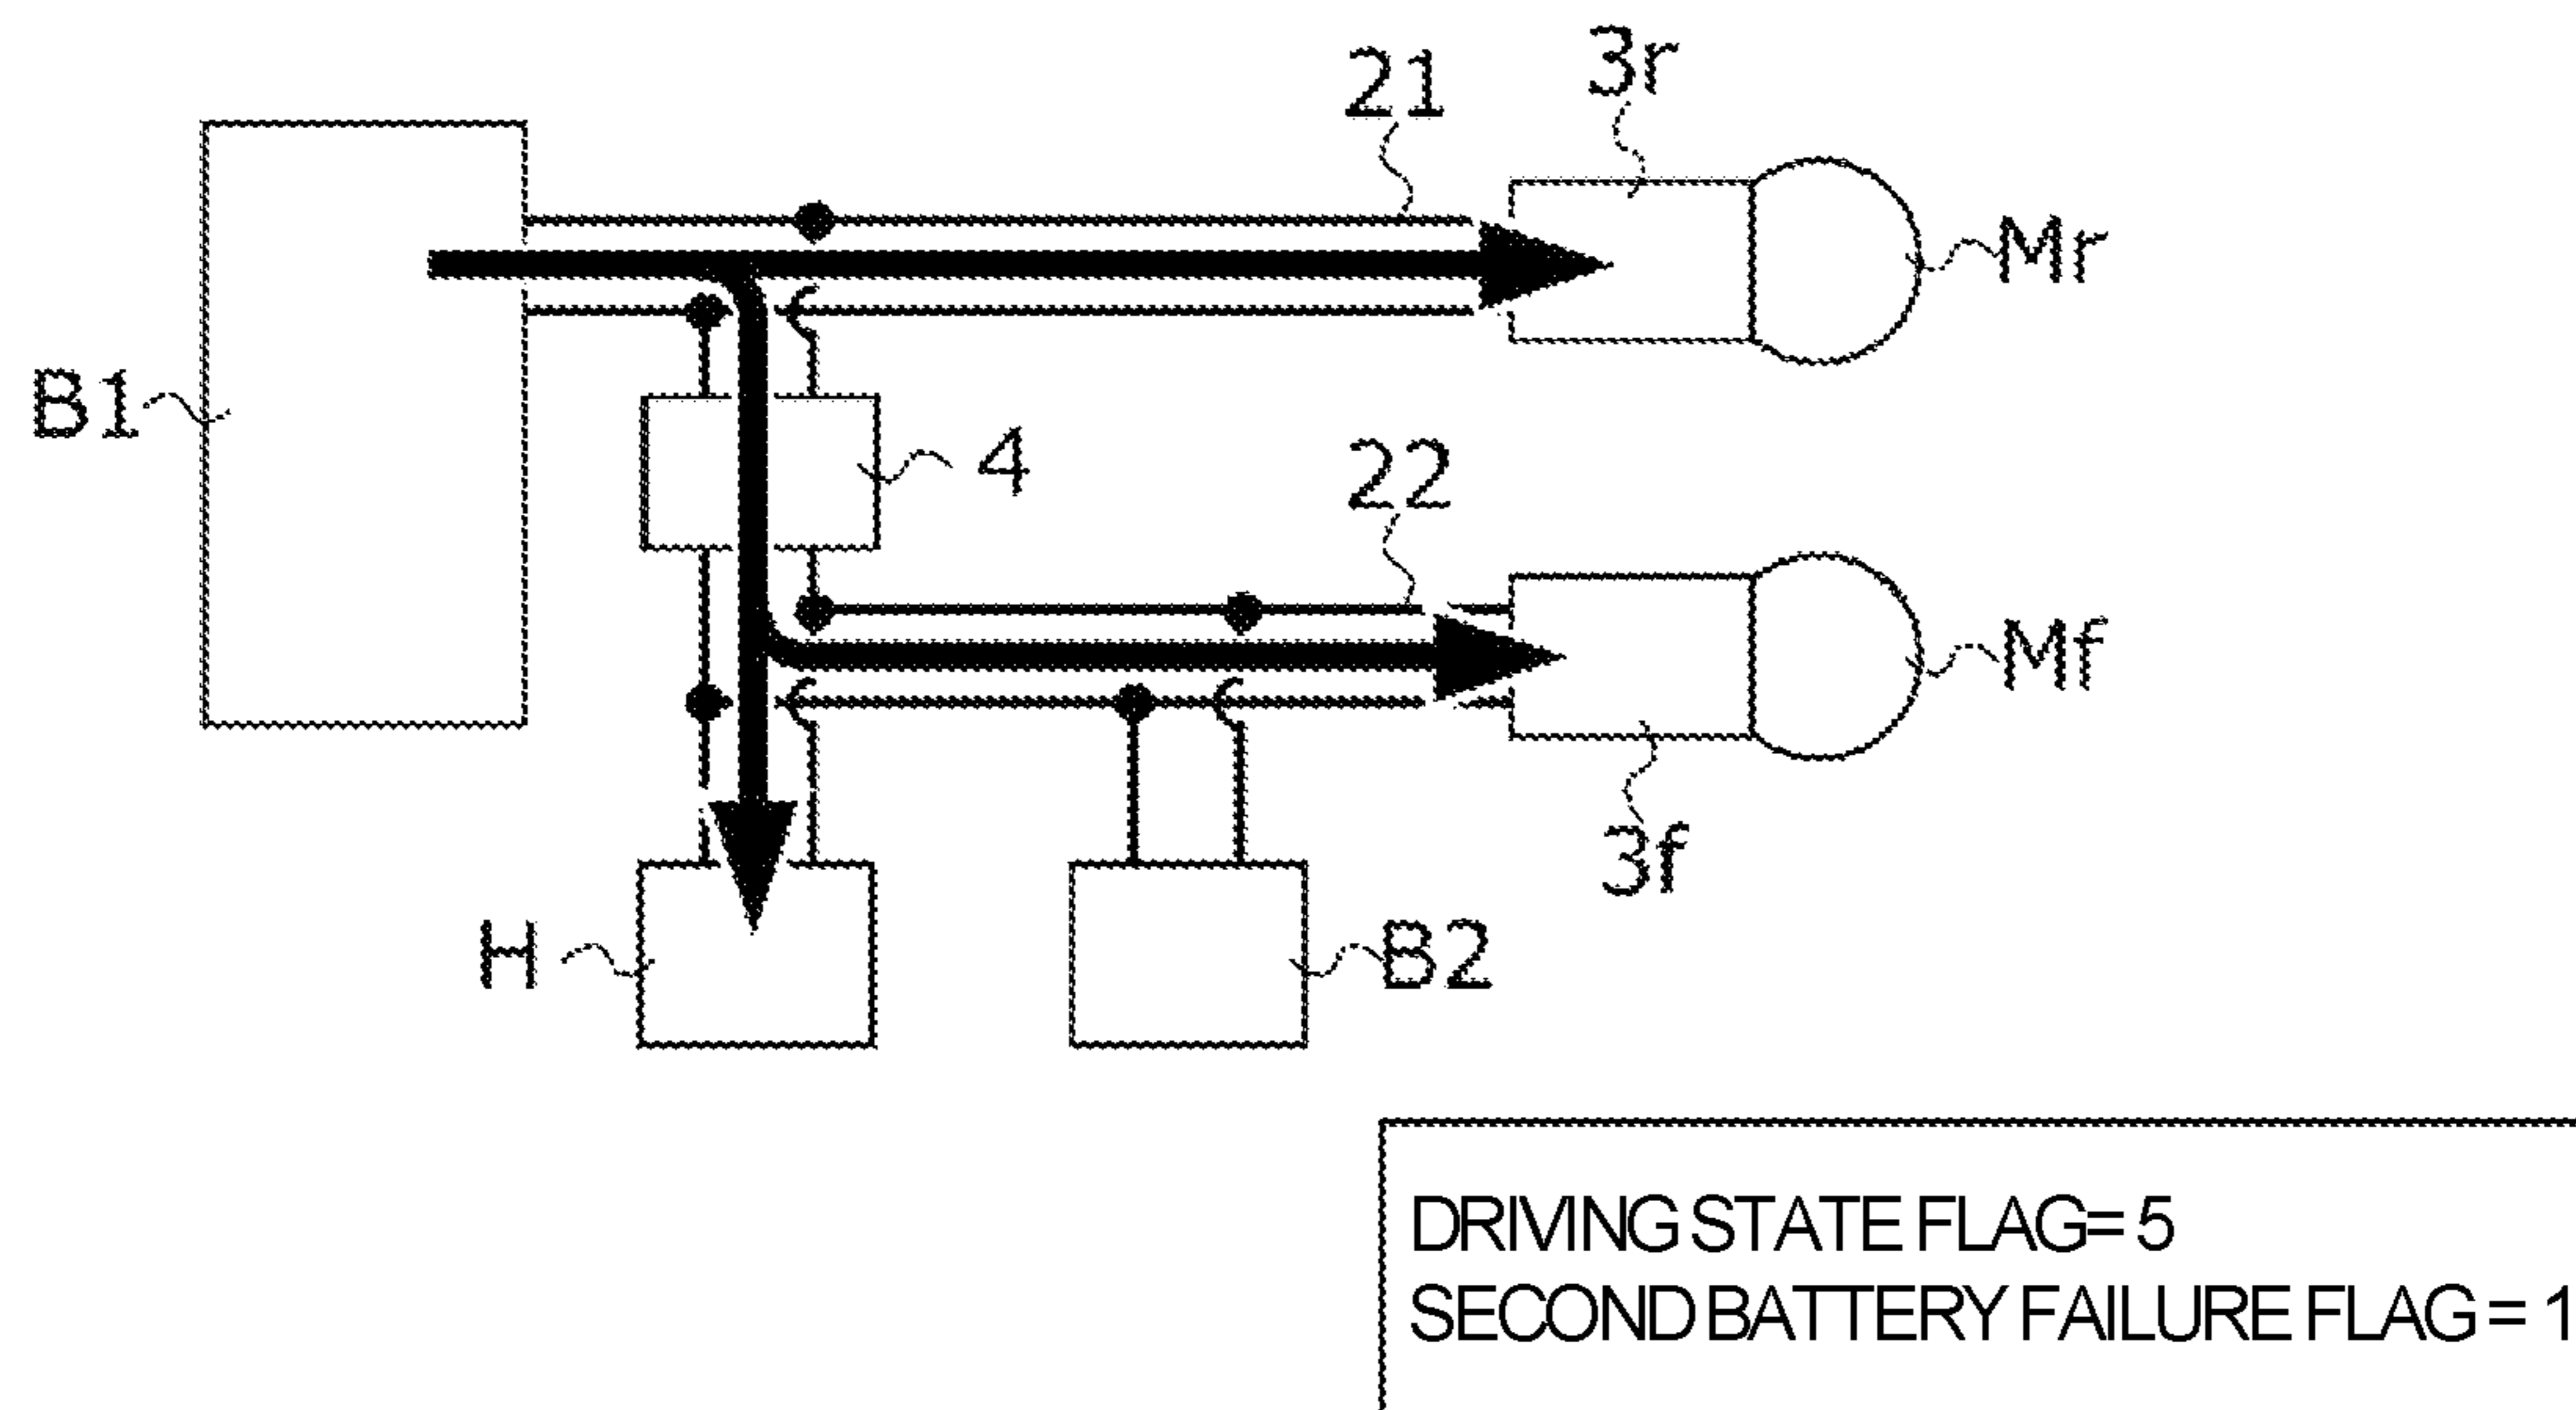 21
3r
Mr
B1
4
22
Mf
3f
H
B2
DRIVING STATE FLAG= 5
SECOND BATTERY FAILURE FLAG = 1